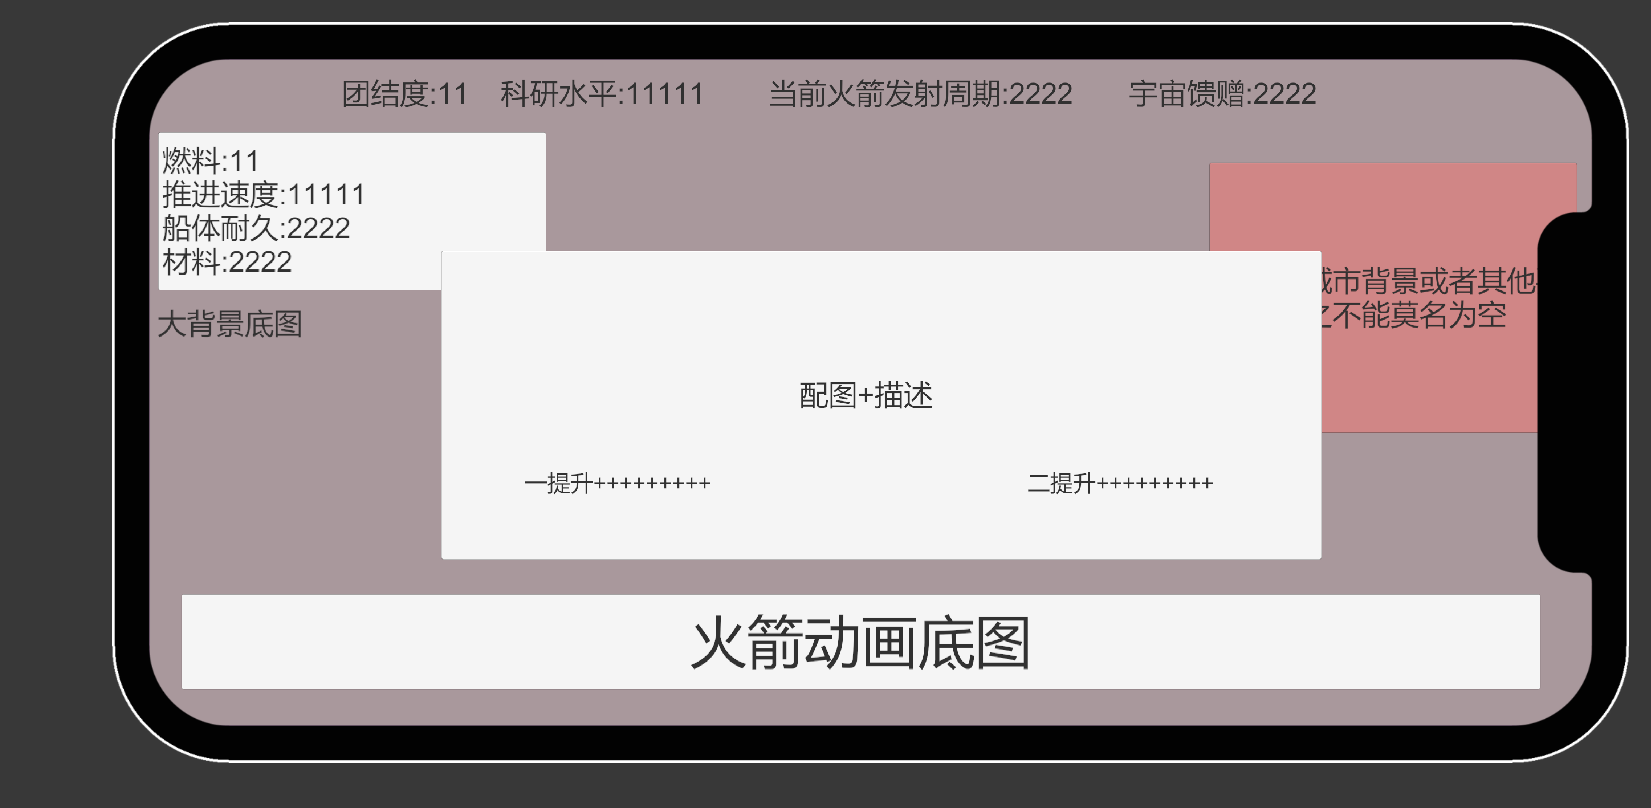 团结度:11 科研水平:11111 当前火箭发射周期:2222 宇宙馈赠:2222
燃料:11
推进速度:11111
船体耐久:2222
材料:2222
大背景底图
市背景或者其他
不能莫名为空
配图+描述
一提升+++++++++ 二提升+++++++++
火箭动画底图